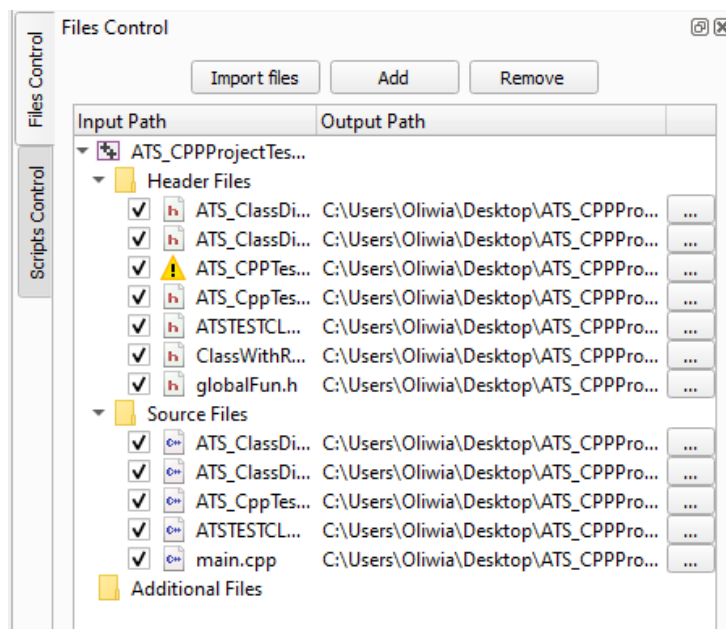 Files Control
Scripts Control
Files Control
Import files Add Remove
Input Path Output Path
ATS_CPPProjectTes...
Header Files
ATS_ClassDi... C:\Users\Oliwia\Desktop\ATS_CPPPro... ...
ATS_ClassDi... C:\Users\Oliwia\Desktop\ATS_CPPPro... ...
ATS_CPPTes... C:\Users\Oliwia\Desktop\ATS_CPPPro... ...
ATS_CppTes... C:\Users\Oliwia\Desktop\ATS_CPPPro... ...
ATSTESTCL... C:\Users\Oliwia\Desktop\ATS_CPPPro... ...
ClassWithR... C:\Users\Oliwia\Desktop\ATS_CPPPro... ...
globalFun.h C:\Users\Oliwia\Desktop\ATS_CPPPro... ...
Source Files
ATS_ClassDi... C:\Users\Oliwia\Desktop\ATS_CPPPro... ...
ATS_ClassDi... C:\Users\Oliwia\Desktop\ATS_CPPPro... ...
ATS_CppTes... C:\Users\Oliwia\Desktop\ATS_CPPPro... ...
ATSTESTCL... C:\Users\Oliwia\Desktop\ATS_CPPPro... ...
main.cpp C:\Users\Oliwia\Desktop\ATS_CPPPro... ...
Additional Files